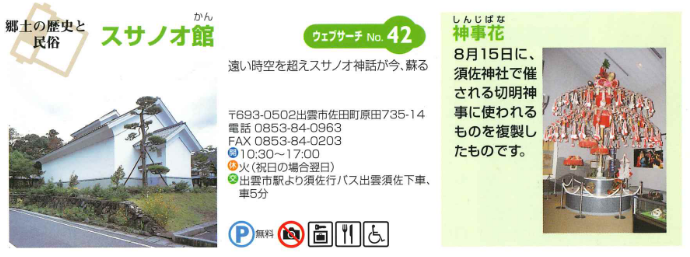 郷土の歴史と
民俗
かん
スサノオ館
ウェブサーチ No. 42
遠い時空を超えスサノオ神話が今、蘇る
〒693-0502出雲市佐田町原田735-14
電話 0853-84-0963
FAX 0853-84-0203
開10:30～17:00
休火(祝日の場合翌日)
交出雲市駅より須佐行バス出雲須佐下車、
車5分
P無料
しんじばな
神事花
8月15日に、
須佐神社で催
される切明神
事に使われる
ものを複製し
たものです。